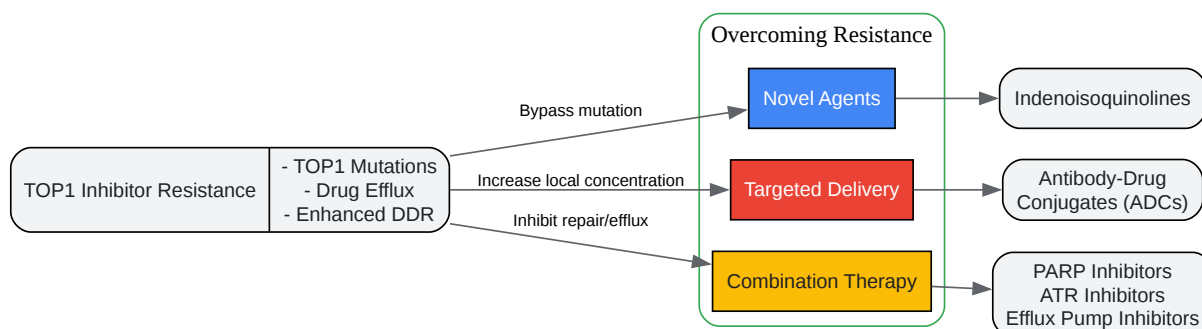 Overcoming Resistance
Novel Agents
Indenoisoquinolines
Bypass mutation
TOP1 Inhibitor Resistance
- TOP1 Mutations
- Drug Efflux
- Enhanced DDR
Increase local concentration
Targeted Delivery
Antibody-Drug
Conjugates (ADCs)
Inhibit repair/efflux
Combination Therapy
PARP Inhibitors
ATR Inhibitors
Efflux Pump Inhibitors